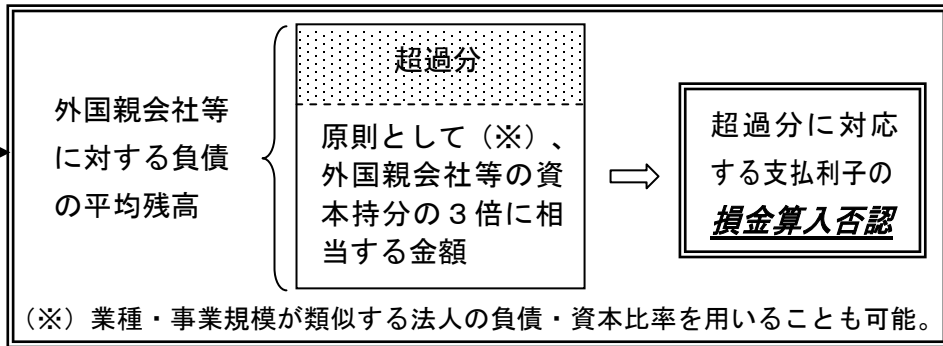 外国親会社等
に対する負債
の平均残高
超過分
原則として（※）、
外国親会社等の資
本持分の３倍に相
当する金額
超過分に対応
する支払利子の
損金算入否認
（※）業種・事業規模が類似する法人の負債・資本比率を用いることも可能。